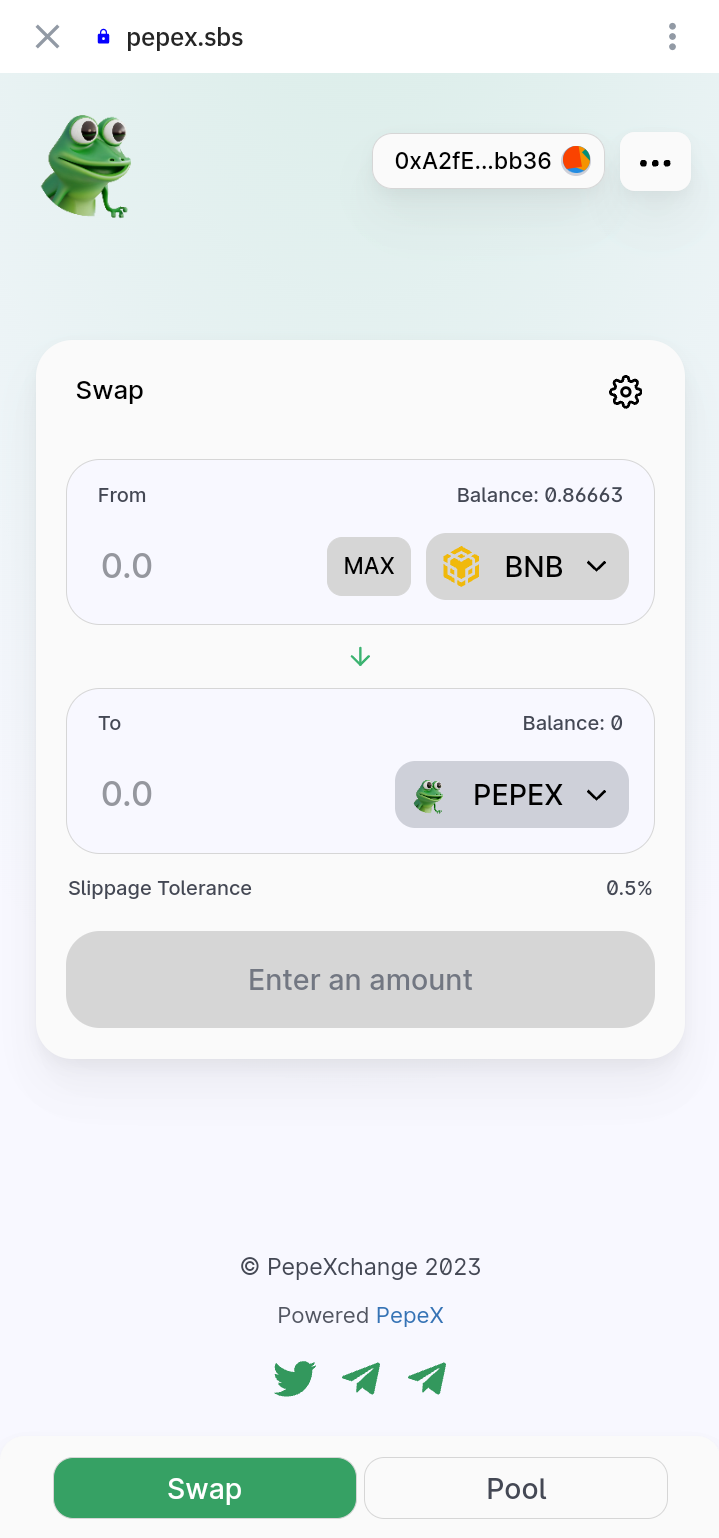 pepex.sbs
0xA2fE...bb36
Swap
From
Balance: 0.86663
0.0
MAX
BNB
To
Balance: 0
0.0
PEPEX
Slippage Tolerance
0.5%
Enter an amount
© PepeXchange 2023
Powered PepeX
Swap
Pool